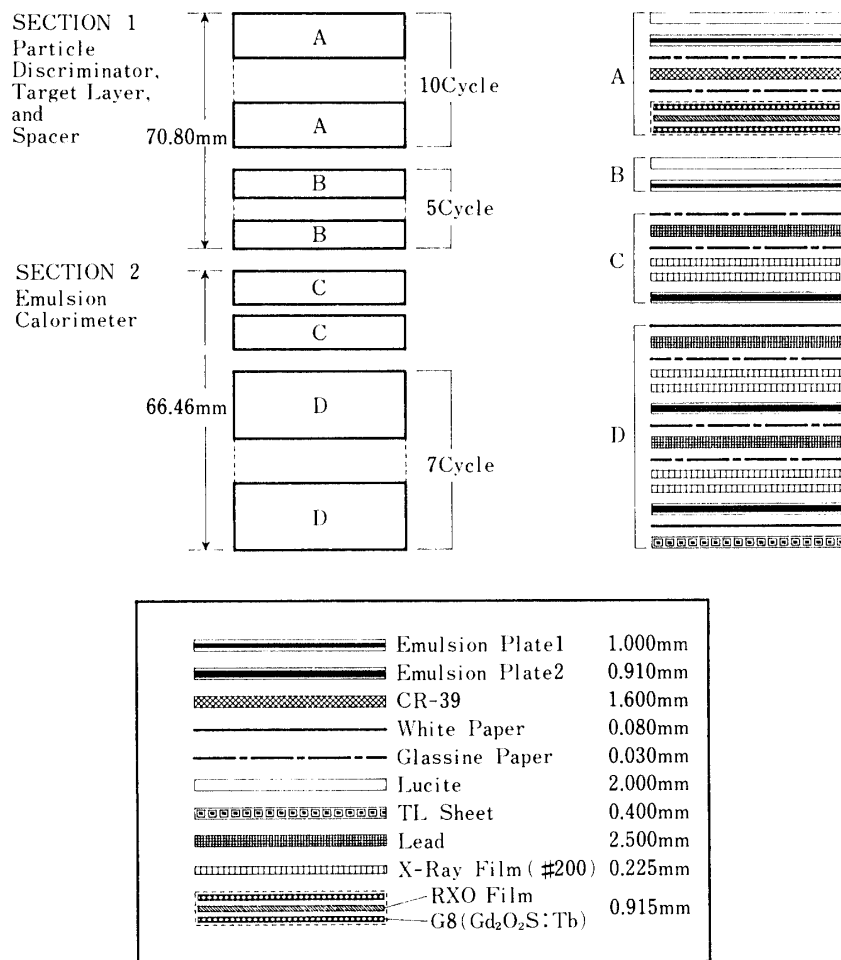 SECTION 1
Particle
Discriminator,
Target Layer,
and
Spacer
70.80mm
A
A
10Cycle
B
B
5Cycle
SECTION 2
Emulsion
Calorimeter
66.46mm
C
C
D
D
7Cycle
A
B
C
D
Emulsion Plate1 1.000mm
Emulsion Plate2 0.910mm
CR-39 1.600mm
White Paper 0.080mm
Glassine Paper 0.030mm
Lucite 2.000mm
TL Sheet 0.400mm
Lead 2.500mm
X-Ray Film (#200) 0.225mm
RXO Film
0.915mm
G8(Gd₂O₂S:Tb)